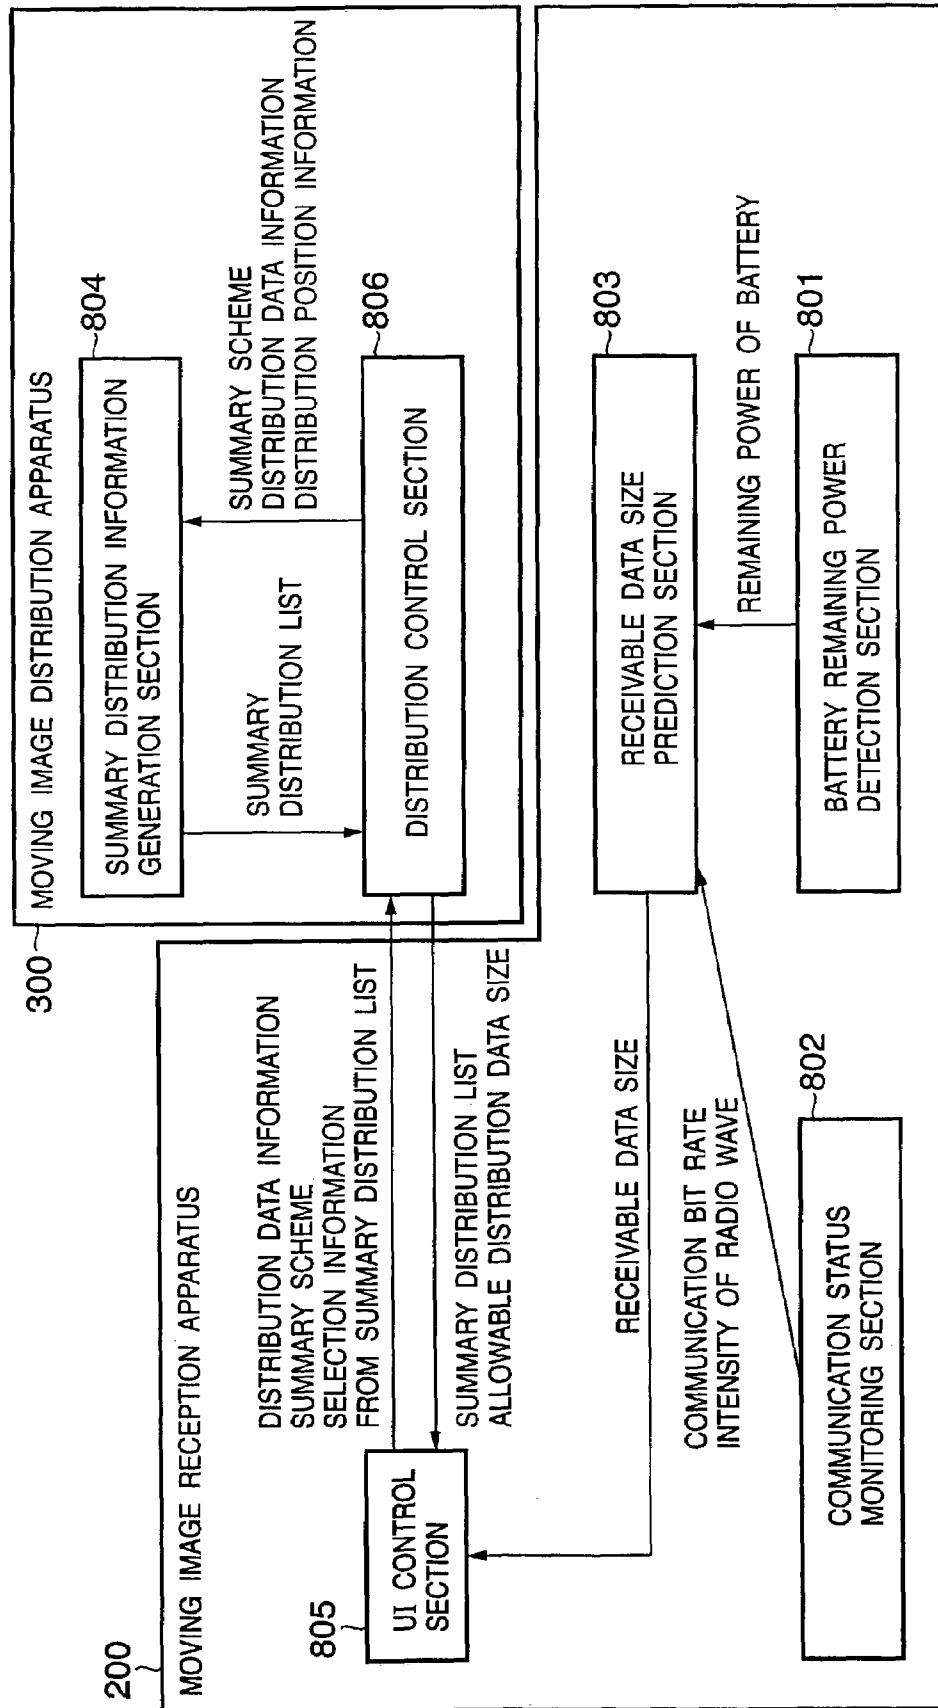 300
MOVING IMAGE DISTRIBUTION APPARATUS
804
SUMMARY DISTRIBUTION INFORMATION
GENERATION SECTION
SUMMARY
DISTRIBUTION LIST
SUMMARY SCHEME
DISTRIBUTION DATA INFORMATION
DISTRIBUTION POSITION INFORMATION
806
DISTRIBUTION CONTROL SECTION
200
MOVING IMAGE RECEPTION APPARATUS
DISTRIBUTION DATA INFORMATION
SUMMARY SCHEME
SELECTION INFORMATION
FROM SUMMARY DISTRIBUTION LIST
805
UI CONTROL
SECTION
SUMMARY DISTRIBUTION LIST
ALLOWABLE DISTRIBUTION DATA SIZE
RECEIVABLE DATA SIZE
803
RECEIVABLE DATA SIZE
PREDICTION SECTION
COMMUNICATION BIT RATE
INTENSITY OF RADIO WAVE
REMAINING POWER OF BATTERY
802
COMMUNICATION STATUS
MONITORING SECTION
801
BATTERY REMAINING POWER
DETECTION SECTION